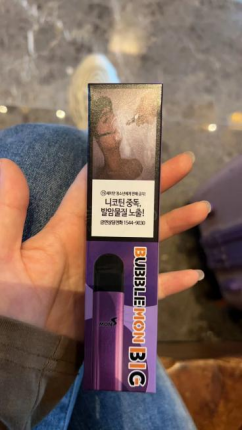 니코틴 중독,
발암물질 노출!
금연상담전화 1544-9030
BUBBLEMON BIG